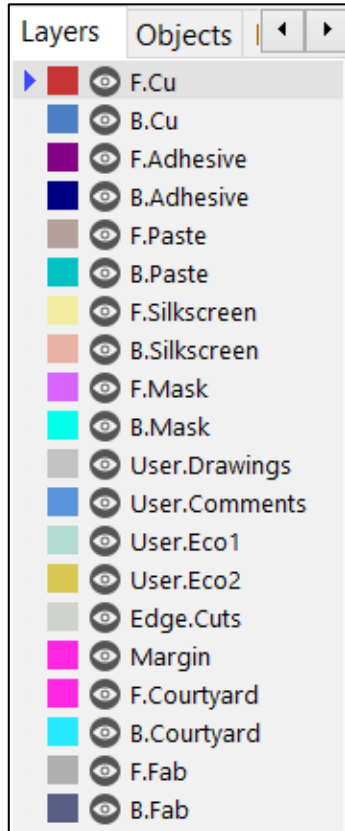 Layers Objects
F.Cu
B.Cu
F.Adhesive
B.Adhesive
F.Paste
B.Paste
F.Silkscreen
B.Silkscreen
F.Mask
B.Mask
User.Drawings
User.Comments
User.Eco1
User.Eco2
Edge.Cuts
Margin
F.Courtyard
B.Courtyard
F.Fab
B.Fab